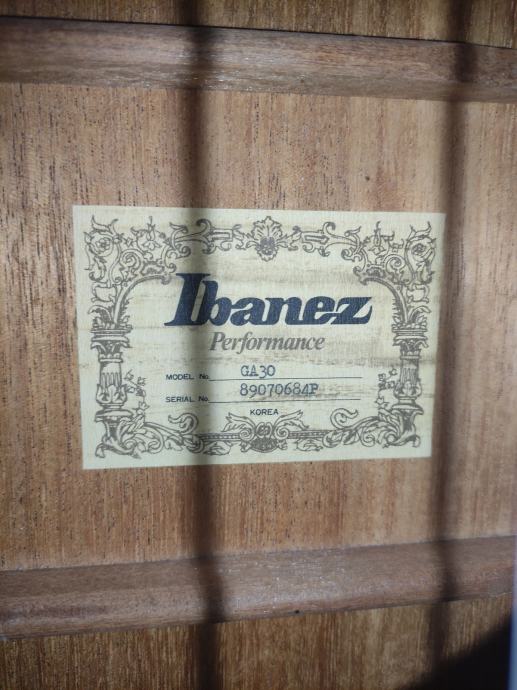 Ibanez
Performance
MODEL No. GA30
SERIAL No. 89070684P
KOREA